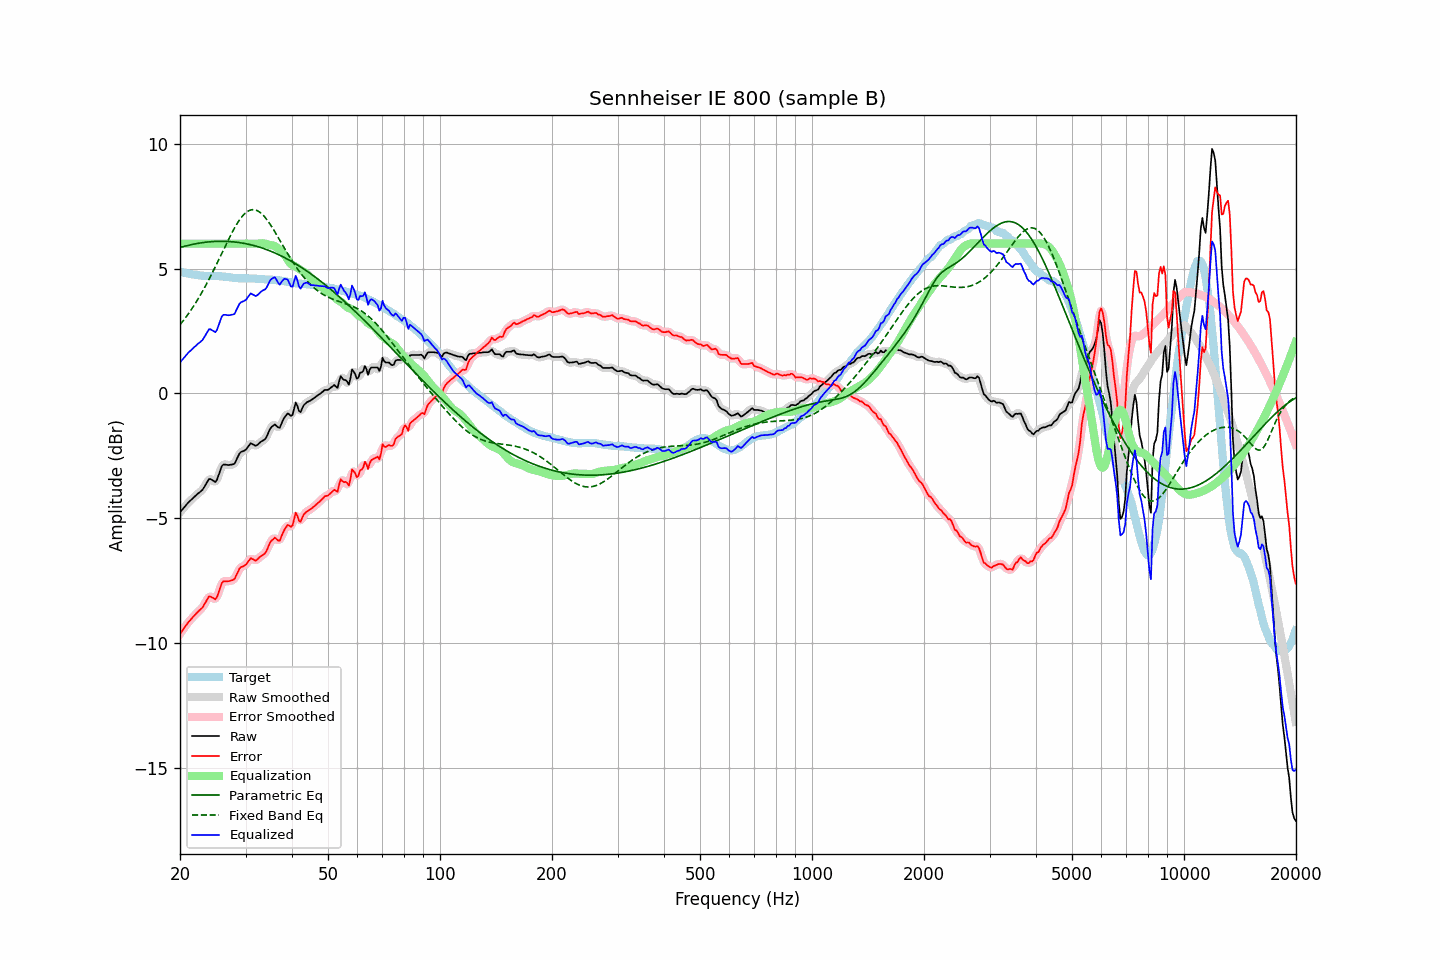 Sennheiser IE 800 (sample B)
10
5
0
−5
−10
−15
Amplitude (dBr)
Target
Raw Smoothed
Error Smoothed
Raw
Error
Equalization
Parametric Eq
Fixed Band Eq
Equalized
20 50 100 200 500 1000 2000 5000 10000 20000
Frequency (Hz)